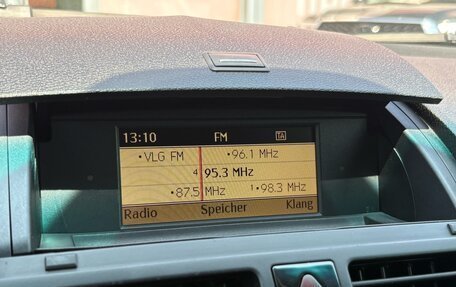 13:10 FM TA
•VLG FM •96.1 MHz
4 95.3 MHz
•87.5 MHz 1•98.3 MHz
Radio Speicher Klang